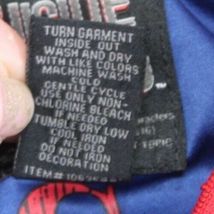 TURN GARMENT
INSIDE OUT
WASH AND DRY
WITH LIKE COLORS
MACHINE WASH
COLD
GENTLE CYCLE
USE ONLY NON-
CHLORINE BLEACH
IF NEEDED
TUMBLE DRY LOW
COOL IRON
IF NEEDED
DO NOT IRON
DECORATION
ITEM#